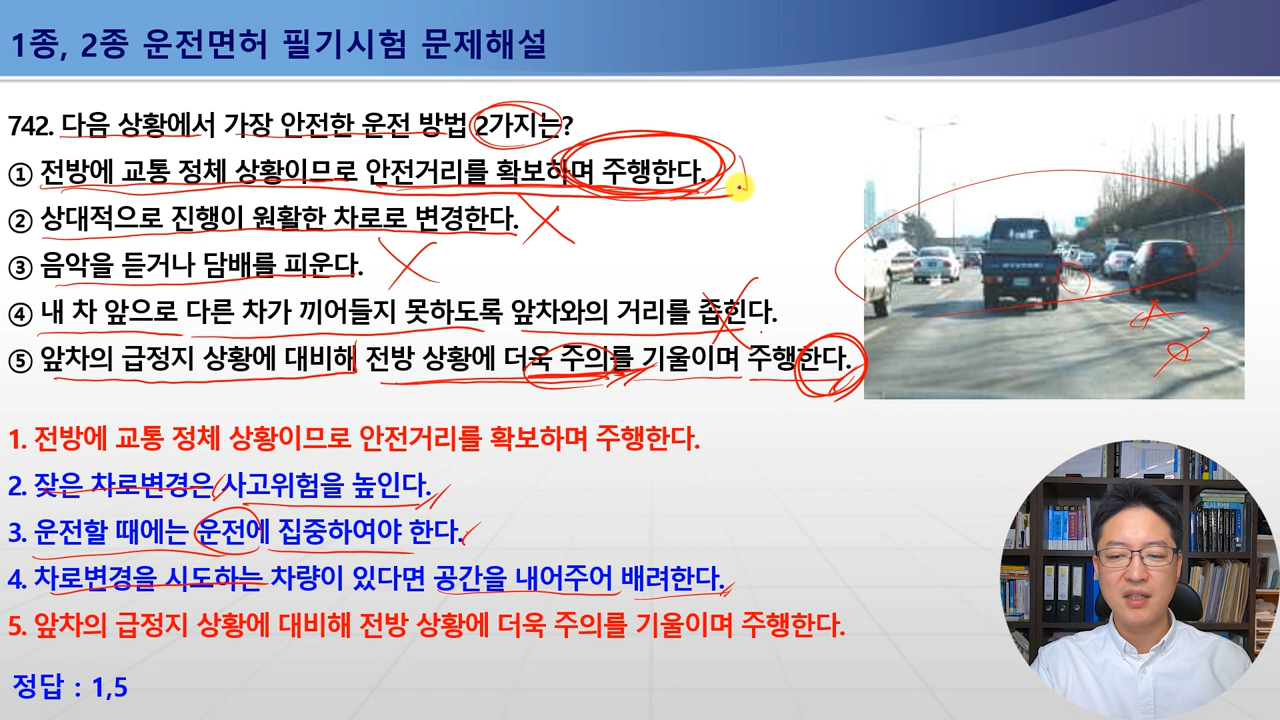 1종, 2종 운전면허 필기시험 문제해설
742. 다음 상황에서 가장 안전한 운전 방법 2가지는?
① 전방에 교통 정체 상황이므로 안전거리를 확보하며 주행한다.
② 상대적으로 진행이 원활한 차로로 변경한다.
③ 음악을 듣거나 담배를 피운다.
④ 내 차 앞으로 다른 차가 끼어들지 못하도록 앞차와의 거리를 좁힌다.
⑤ 앞차의 급정지 상황에 대비해 전방 상황에 더욱 주의를 기울이며 주행한다.
1. 전방에 교통 정체 상황이므로 안전거리를 확보하며 주행한다.
2. 잦은 차로변경은 사고위험을 높인다.
3. 운전할 때에는 운전에 집중하여야 한다.
4. 차로변경을 시도하는 차량이 있다면 공간을 내어주어 배려한다.
5. 앞차의 급정지 상황에 대비해 전방 상황에 더욱 주의를 기울이며 주행한다.
정답 : 1,5